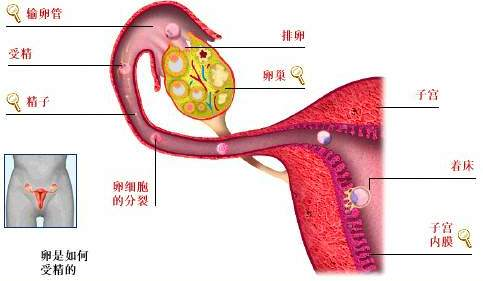 输卵管
排卵
受精
卵巢
精子
子宫
着床
卵细胞
的分裂
子宫
内膜
卵是如何
受精的